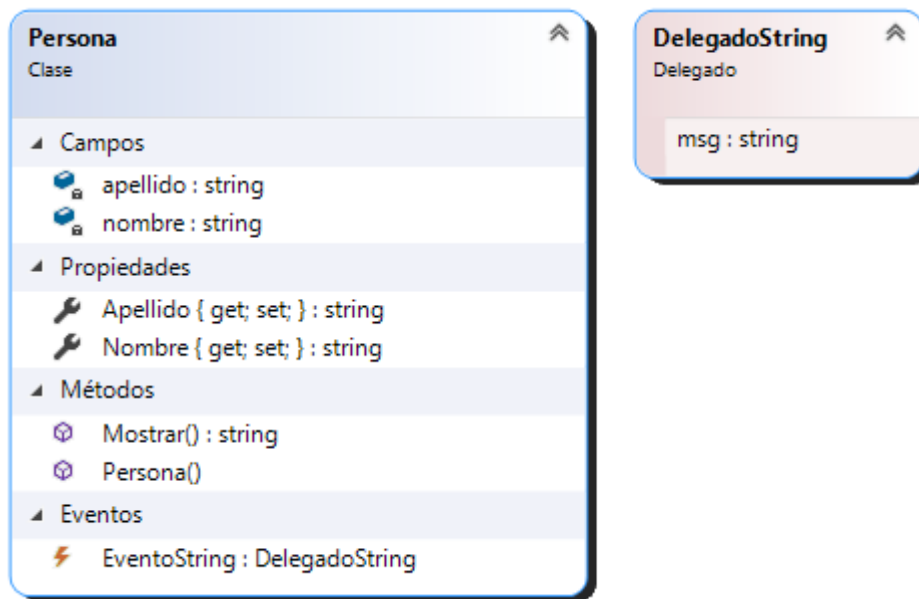 Persona
Clase
Campos
apellido : string
nombre : string
Propiedades
Apellido { get; set; } : string
Nombre { get; set; } : string
Métodos
Mostrar() : string
Persona()
Eventos
EventoString : DelegadoString
DelegadoString
Delegado
msg : string